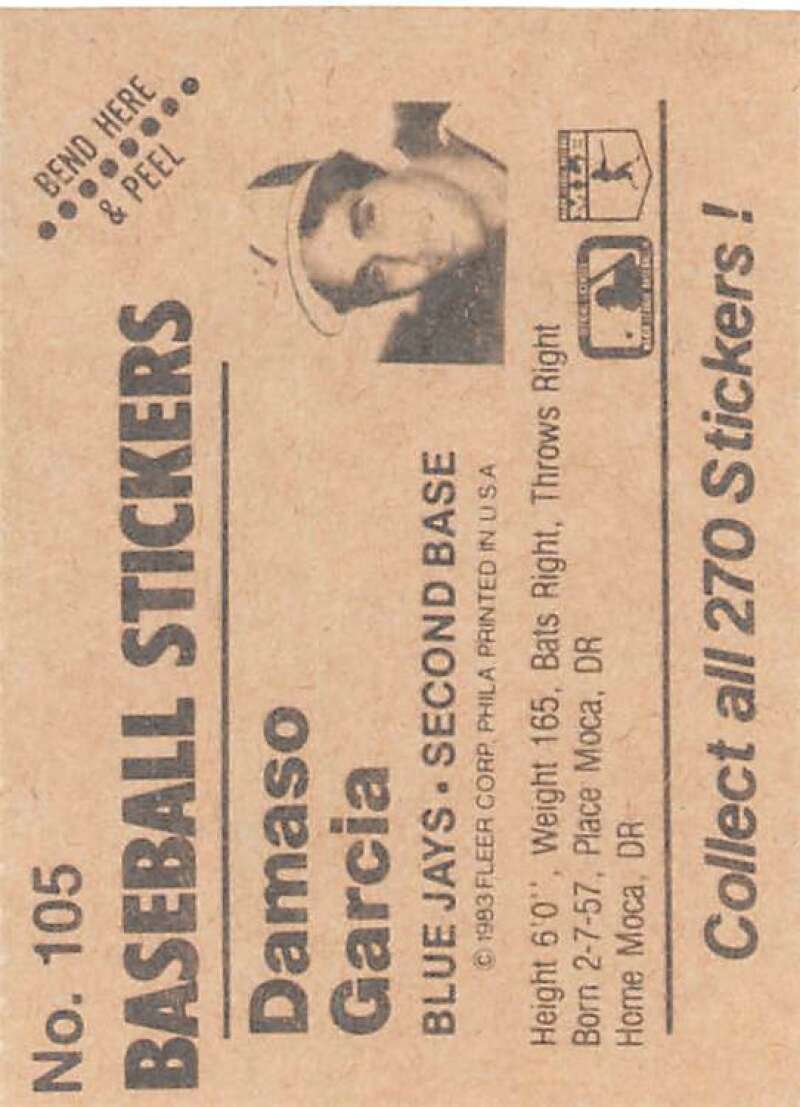 No. 105
BEND HERE
& PEEL
BASEBALL STICKERS
Damaso
Garcia
BLUE JAYS • SECOND BASE
© 1983 FLEER CORP. PHILA PRINTED IN U S A
Height 6'0'', Weight 165, Bats Right, Throws Right
Born 2-7-57, Place Moca, DR
Home Moca, DR
Collect all 270 Stickers!